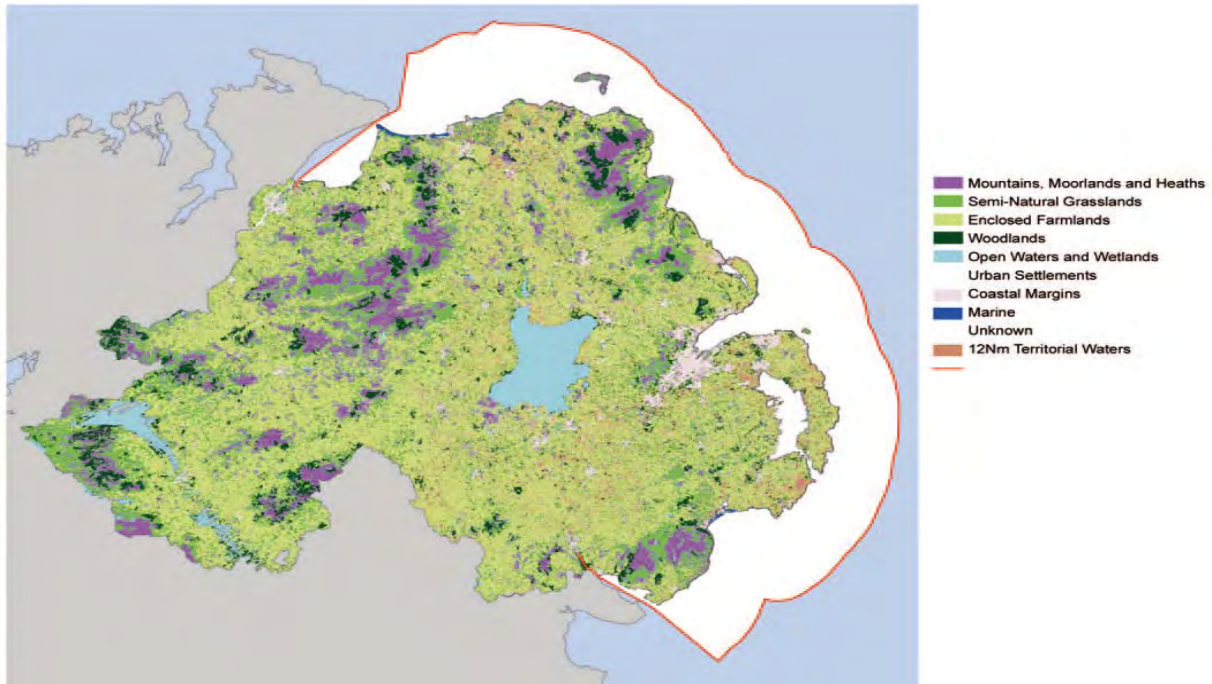 Mountains, Moorlands and Heaths
Semi-Natural Grasslands
Enclosed Farmlands
Woodlands
Open Waters and Wetlands
Urban Settlements
Coastal Margins
Marine
Unknown
12Nm Territorial Waters